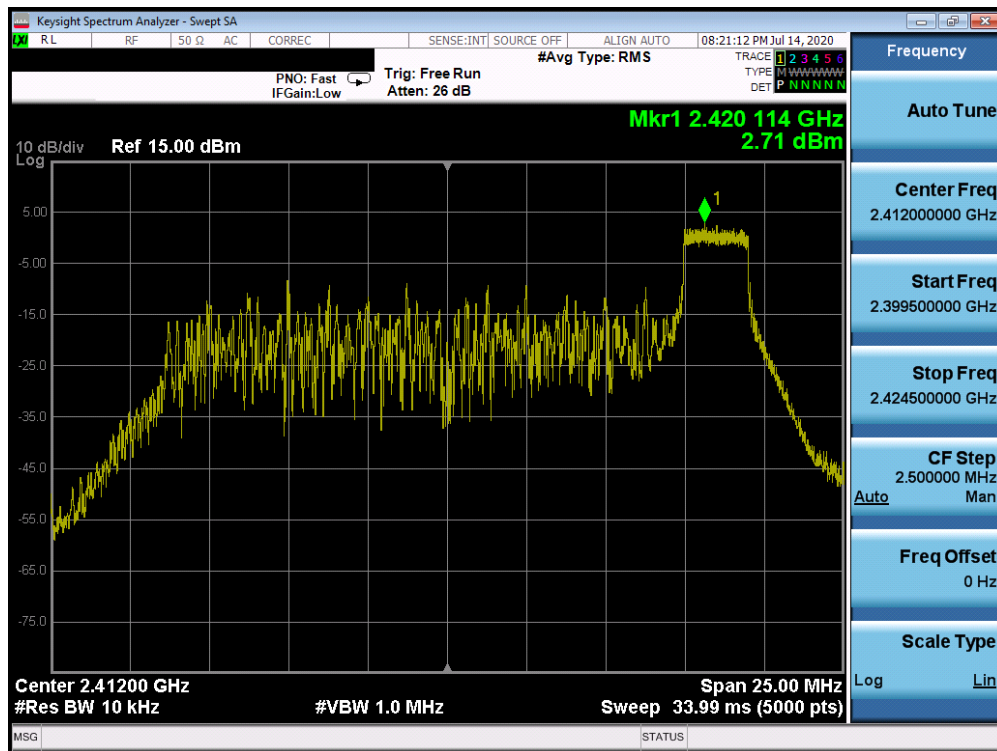 Keysight Spectrum Analyzer - Swept SA
LXI RL RF 50 Ω AC CORREC SENSE:INT SOURCE OFF ALIGN AUTO 08:21:12 PM Jul 14, 2020
#Avg Type: RMS
TRACE 1 2 3 4 5 6
TYPE M W W W W W
DET P N N N N N
PNO: Fast
IFGain:Low
Trig: Free Run
Atten: 26 dB
Mkr1 2.420 114 GHz
2.71 dBm
10 dB/div Ref 15.00 dBm
Log
1
5.00
-5.00
-15.0
-25.0
-35.0
-45.0
-55.0
-65.0
-75.0
Center 2.41200 GHz Span 25.00 MHz
#Res BW 10 kHz #VBW 1.0 MHz Sweep 33.99 ms (5000 pts)
MSG STATUS
Frequency
Auto Tune
Center Freq
2.412000000 GHz
Start Freq
2.399500000 GHz
Stop Freq
2.424500000 GHz
CF Step
2.500000 MHz
Auto Man
Freq Offset
0 Hz
Scale Type
Log Lin